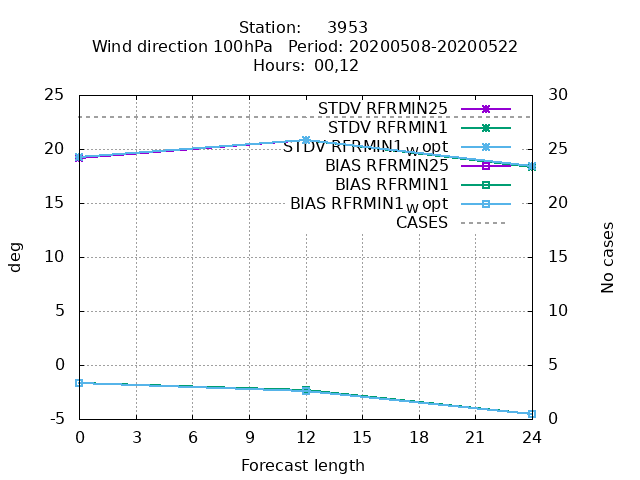 Station: 3953
Wind direction 100hPa Period: 20200508-20200522
Hours: 00,12
25 30
STDV RFRMIN25
STDV RFRMIN1
20 STDV RFRMIN1_w opt 25
BIAS RFRMIN25
BIAS RFRMIN1
15 BIAS RFRMIN1_w opt 20
CASES
10 15
deg
No cases
5 10
0 5
-5 0
0 3 6 9 12 15 18 21 24
Forecast length